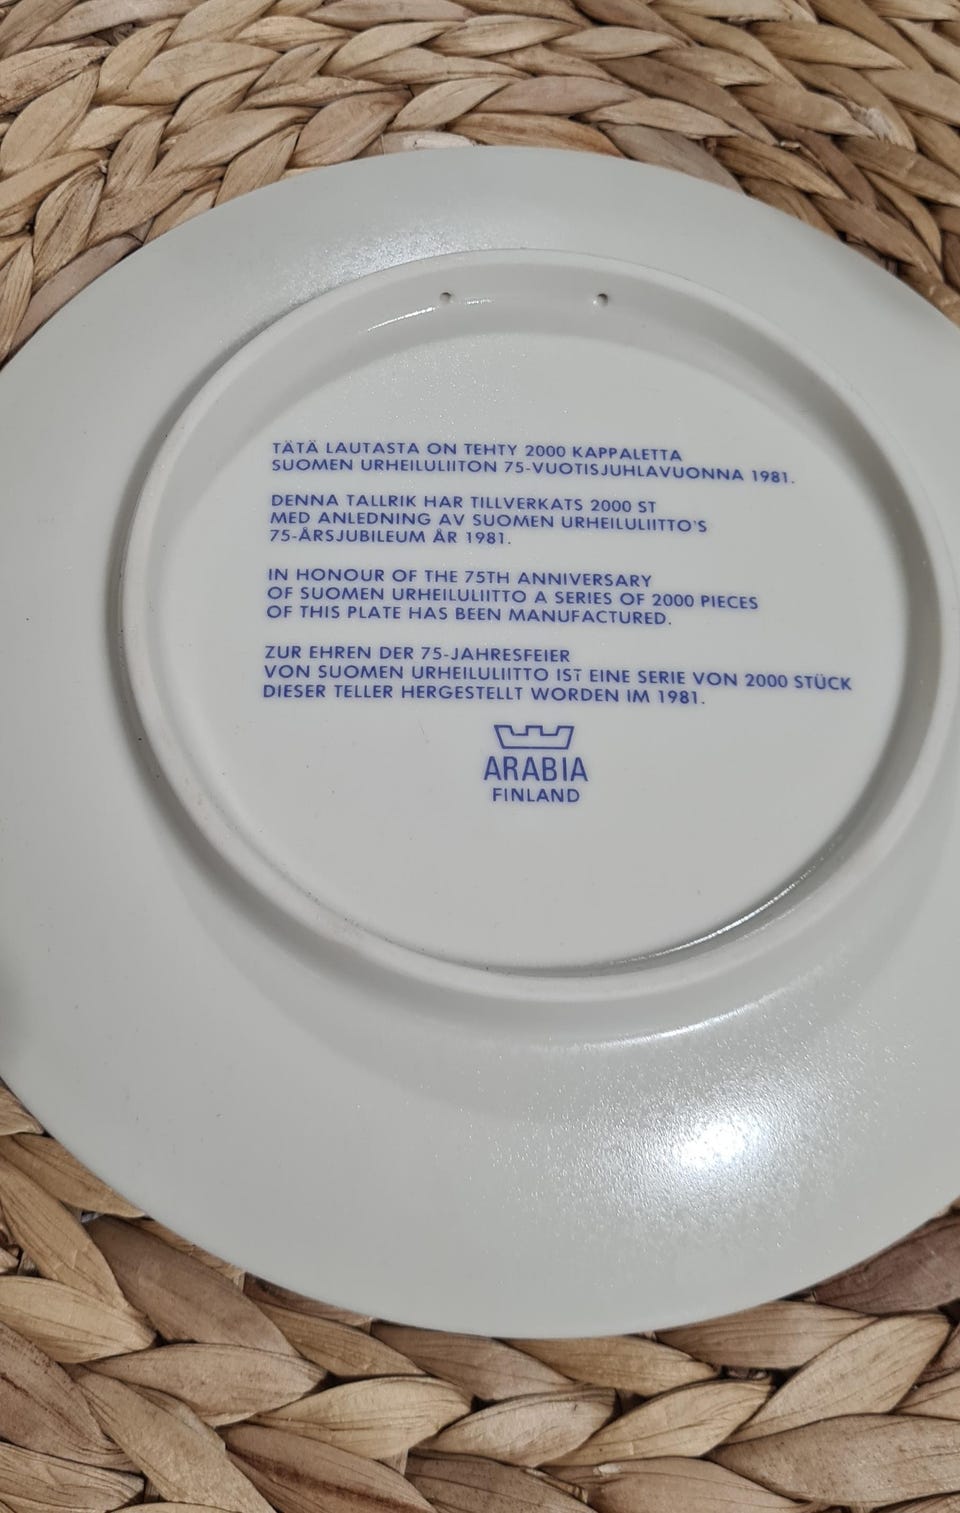 TÄTÄ LAUTASTA ON TEHTY 2000 KAPPALETTA
SUOMEN URHEILULIITON 75-VUOTISJUHLAVUONNA 1981.
DENNA TALLRIK HAR TILLVERKATS 2000 ST
MED ANLEDNING AV SUOMEN URHEILULIITTO'S
75-ÅRSJUBILEUM ÅR 1981.
IN HONOUR OF THE 75TH ANNIVERSARY
OF SUOMEN URHEILULIITTO A SERIES OF 2000 PIECES
OF THIS PLATE HAS BEEN MANUFACTURED.
ZUR EHREN DER 75-JAHRESFEIER
VON SUOMEN URHEILULIITTO IST EINE SERIE VON 2000 STÜCK
DIESER TELLER HERGESTELLT WORDEN IM 1981.
ARABIA
FINLAND